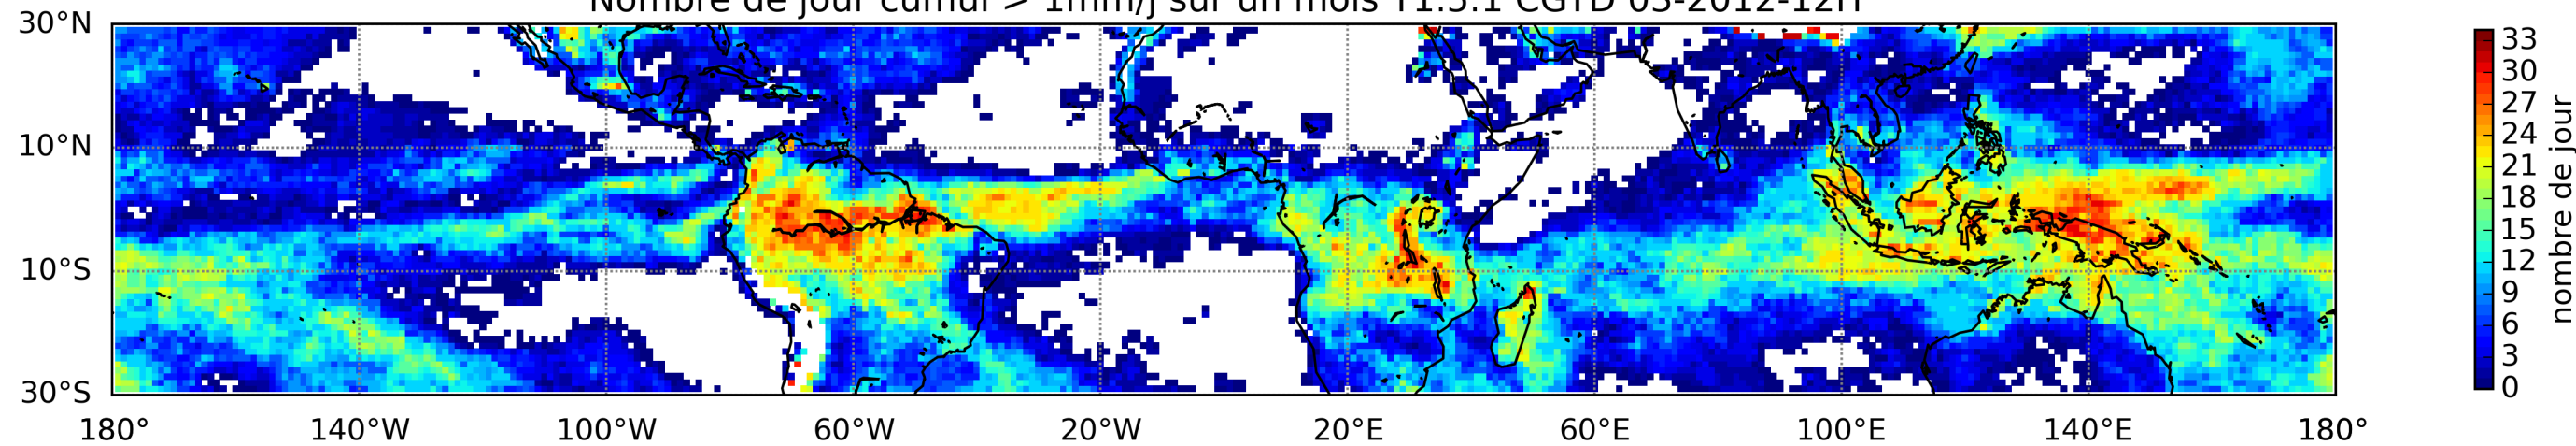 Nombre de jour cumul > 1mm/j sur un mois T1.5.1 CGTD 03-2012-12H
30°N
10°N
10°S
30°S
180° 140°W 100°W 60°W 20°W 20°E 60°E 100°E 140°E 180°
33
30
27
24
21
18
15
12
9
6
3
0
nombre de jour